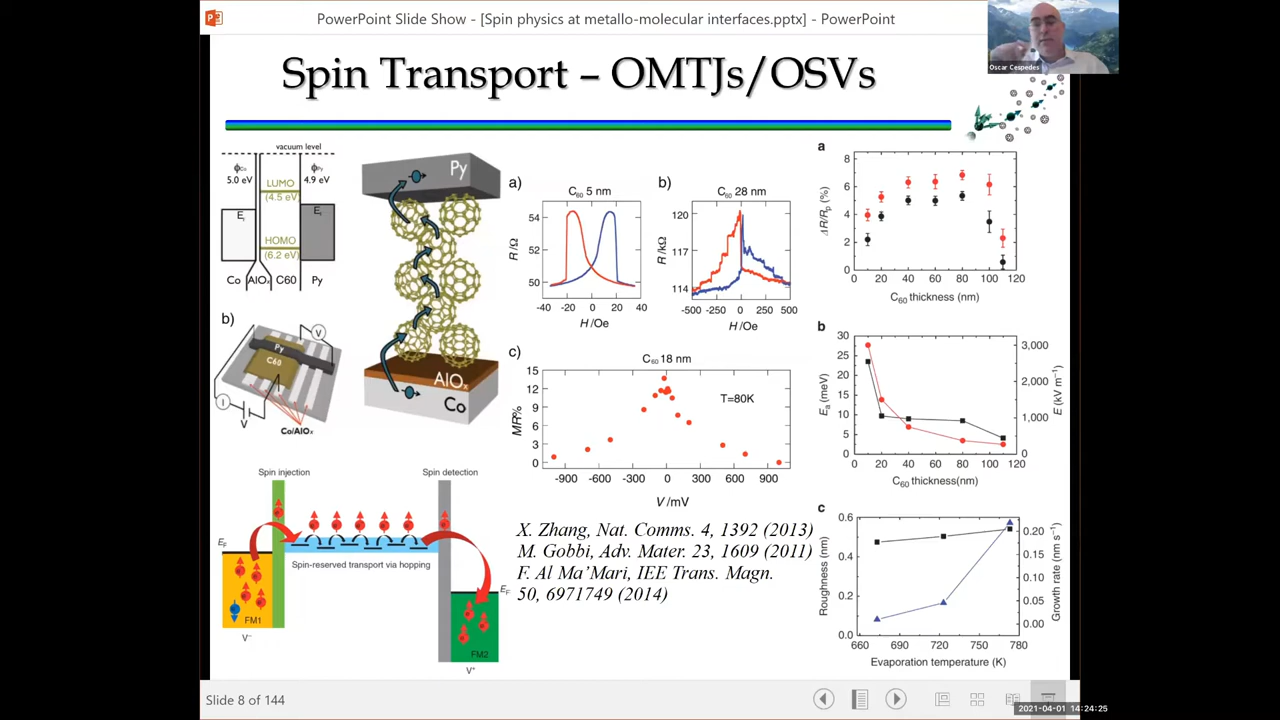 PowerPoint Slide Show - [Spin physics at metallo-molecular interfaces.pptx] - PowerPoint
Oscar Cespedes
Spin Transport – OMTJs/OSVs
vacuum level
ϕCo
5.0 eV
LUMO
(4.5 eV)
ϕPy
4.9 eV
EF
EF
HOMO
(6.2 eV)
Co AlOx C60 Py
Py
AlOx
Co
b)
Py
C60
V
I
V
Co/AlOx
a)
C60 5 nm
R /Ω
54
52
50
-40 -20 0 20 40
H /Oe
b)
C60 28 nm
R /kΩ
120
117
114
-500 -250 0 250 500
H /Oe
c)
C60 18 nm
MR%
15
12
9
6
3
0
T=80K
-900 -600 -300 0 300 600 900
V /mV
a
ΔR/Rp (%)
8
6
4
2
0
0 20 40 60 80 100 120
C60 thickness (nm)
b
Ea (meV)
30
25
20
15
10
5
0
3,000
2,000
1,000
0
E (kV m⁻¹)
0 20 40 60 80 100 120
C60 thickness(nm)
c
Roughness (nm)
0.6
0.4
0.2
0.0
0.20
0.15
0.10
0.05
0.00
Growth rate (nm s⁻¹)
660 690 720 750 780
Evaporation temperature (K)
Spin injection
Spin detection
EF
Spin-reserved transport via hopping
EF
FM1
V⁻
FM2
V⁺
X. Zhang, Nat. Comms. 4, 1392 (2013)
M. Gobbi, Adv. Mater. 23, 1609 (2011)
F. Al Ma'Mari, IEE Trans. Magn.
50, 6971749 (2014)
Slide 8 of 144
2021-04-01 14:24:25